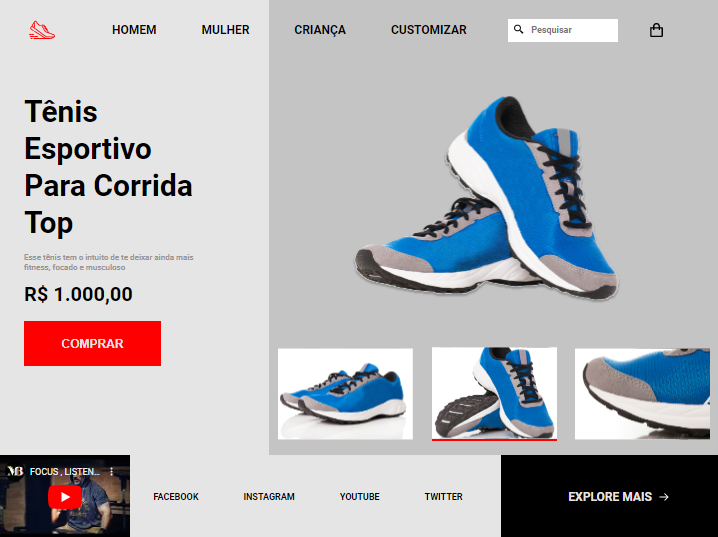 HOMEM
MULHER
CRIANÇA
CUSTOMIZAR
Pesquisar
Tênis
Esportivo
Para Corrida
Top
Esse tênis tem o intuito de te deixar ainda mais
fitness, focado e musculoso
R$ 1.000,00
COMPRAR
MB
FOCUS , LISTEN...
FACEBOOK
INSTAGRAM
YOUTUBE
TWITTER
EXPLORE MAIS